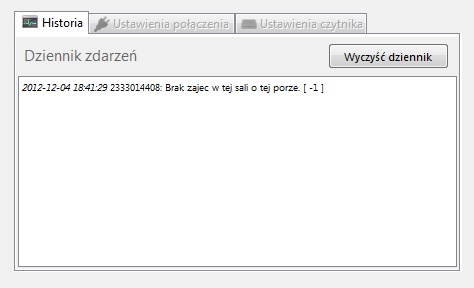 Historia Ustawienia połączenia Ustawienia czytnika
Dziennik zdarzeń Wyczyść dziennik
2012-12-04 18:41:29 2333014408: Brak zajec w tej sali o tej porze. [ -1 ]